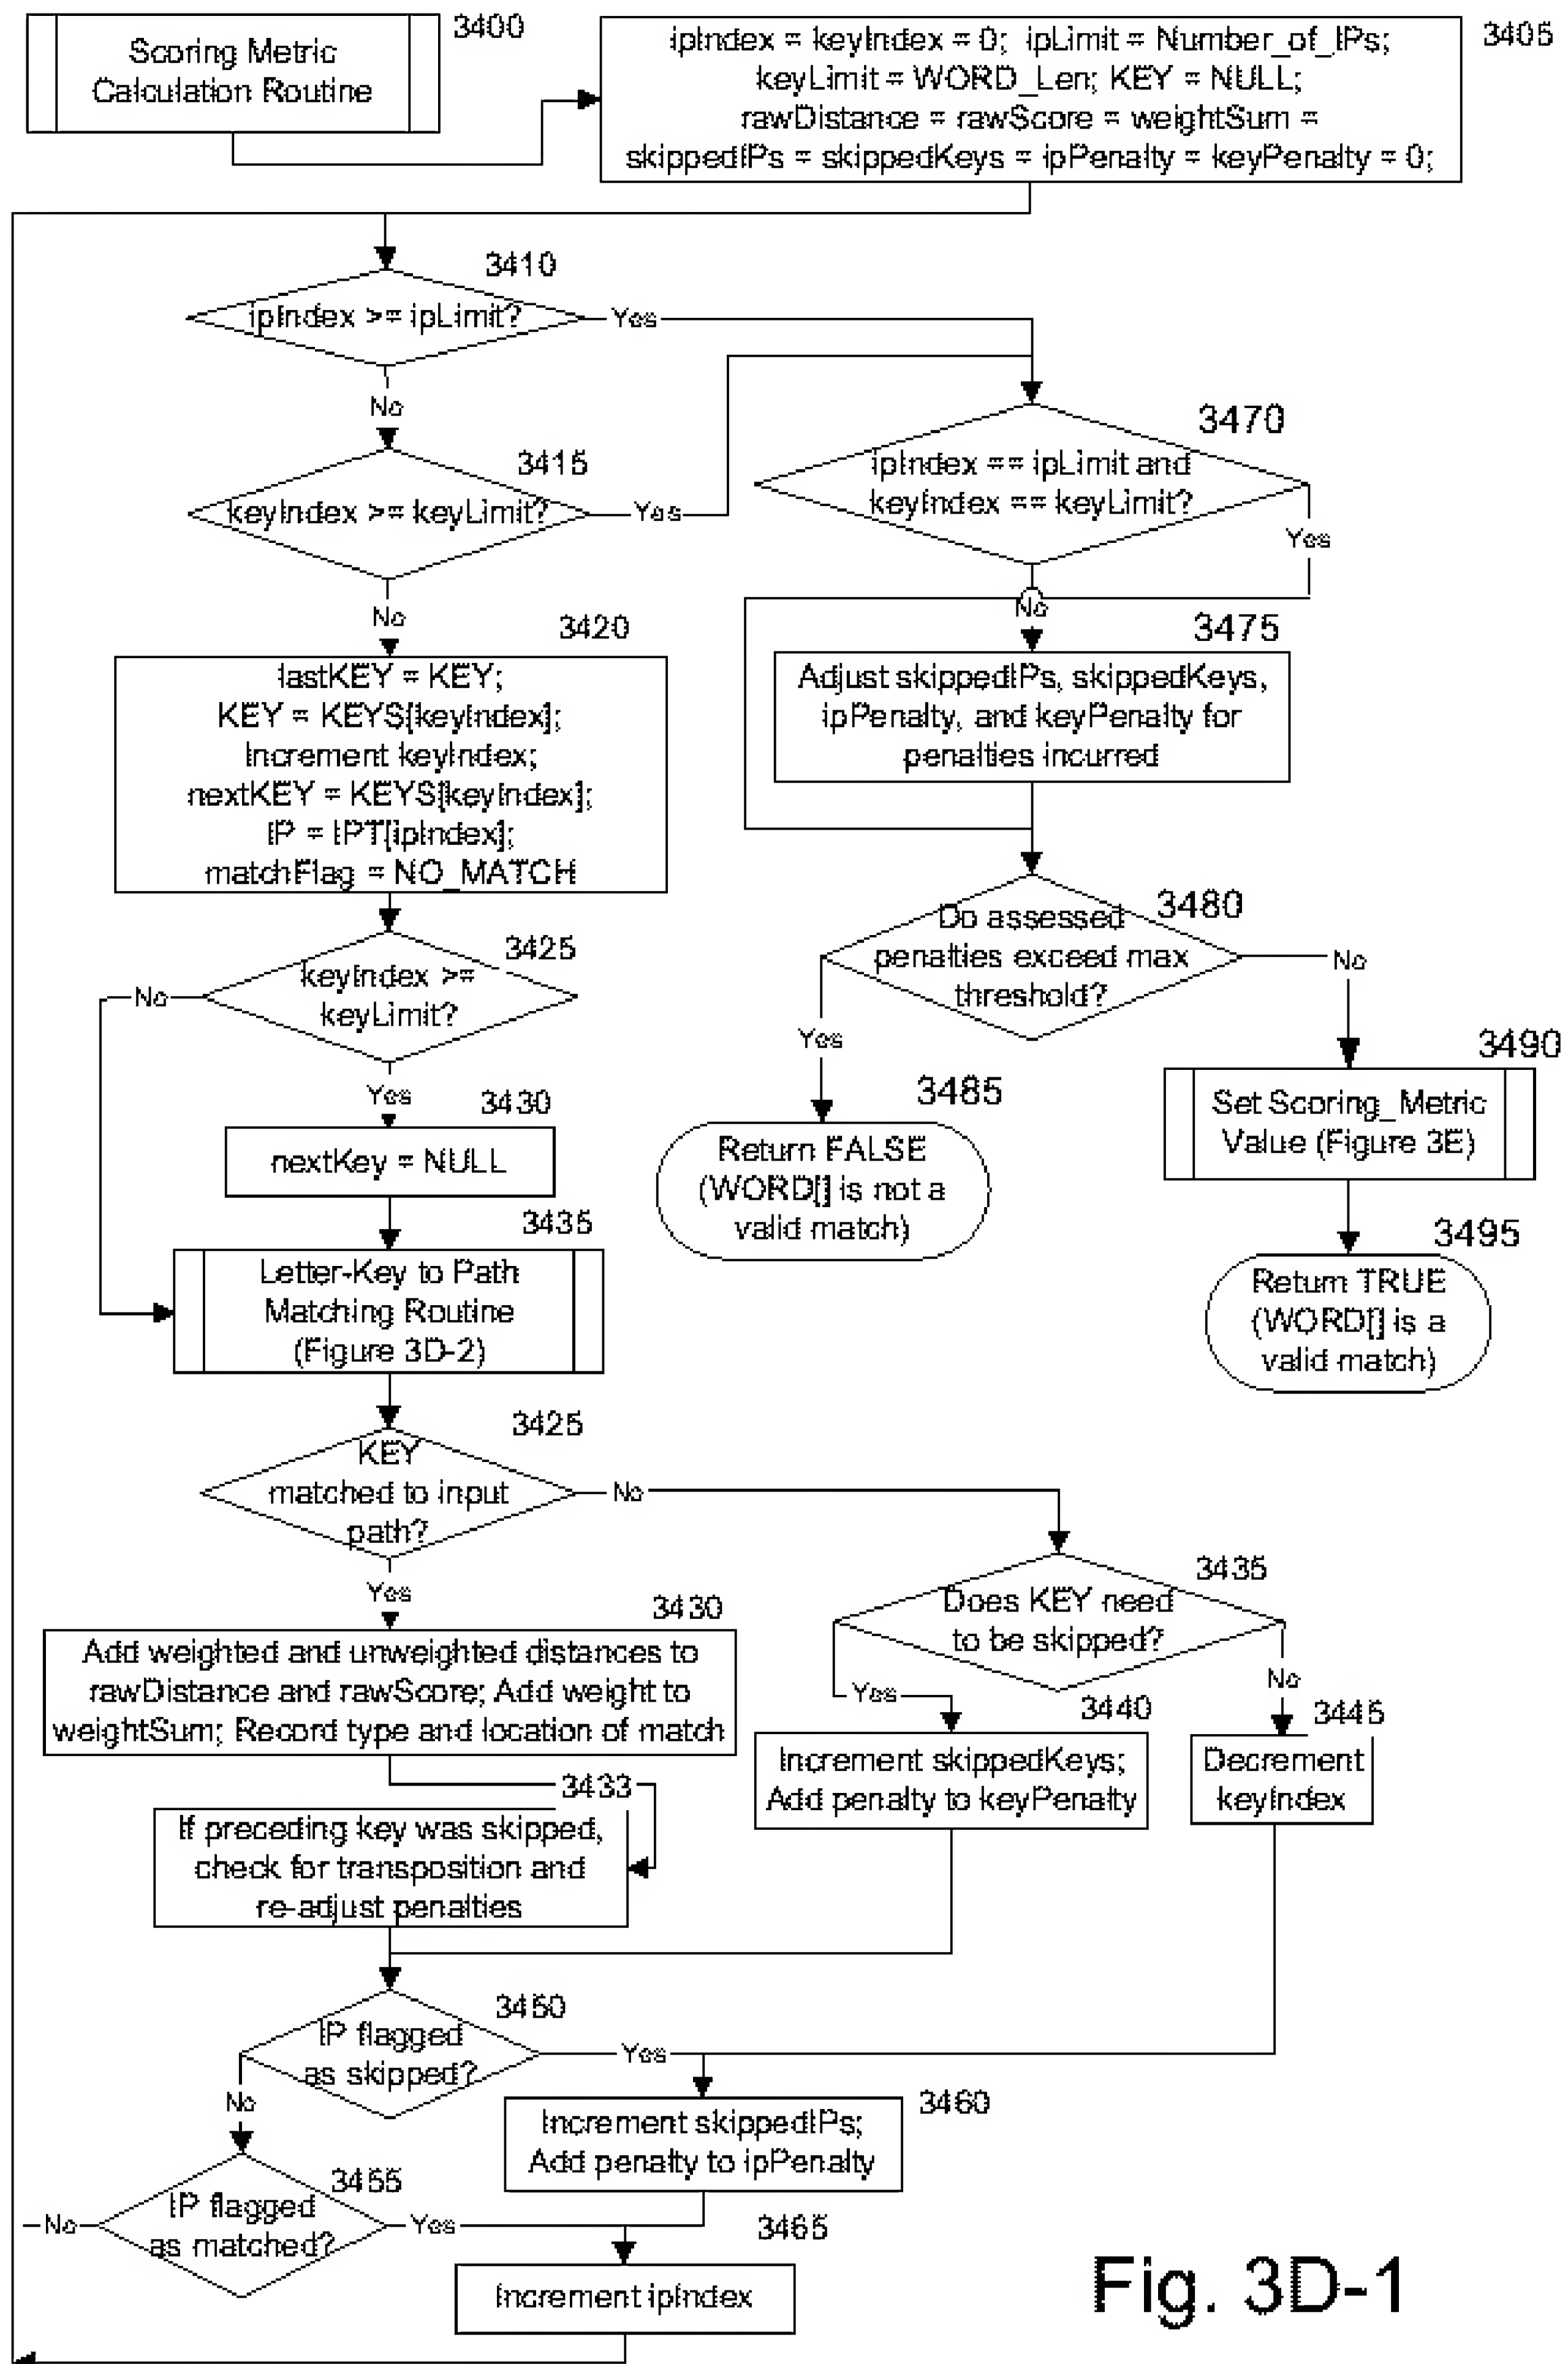 Scoring Metric
Calculation Routine
3400
ipIndex = keyIndex = 0; ipLimit = Number_of_IPs;
keyLimit = WORD_Len; KEY = NULL;
rawDistance = rawScore = weightSum =
skippedIPs = skippedKeys = ipPenalty = keyPenalty = 0;
3405
3410
ipIndex >= ipLimit?
Yes
No
3415
keyIndex >= keyLimit?
Yes
No
3470
ipIndex == ipLimit and
keyIndex == keyLimit?
Yes
No
3420
lastKEY = KEY;
KEY = KEYS[keyIndex];
Increment keyIndex;
nextKEY = KEYS[keyIndex];
IP = IPT[ipIndex];
matchFlag = NO_MATCH
3475
Adjust skippedIPs, skippedKeys,
ipPenalty, and keyPenalty for
penalties incurred
3425
keyIndex >=
keyLimit?
No
Yes
3480
Do assessed
penalties exceed max
threshold?
No
Yes
3430
nextKey = NULL
3485
Return FALSE
(WORD[] is not a
valid match)
3490
Set Scoring_Metric
Value (Figure 3E)
3495
Return TRUE
(WORD[] is a
valid match)
3435
Letter-Key to Path
Matching Routine
(Figure 3D-2)
3425
KEY
matched to input
path?
No
Yes
3435
Does KEY need
to be skipped?
Yes
No
3430
Add weighted and unweighted distances to
rawDistance and rawScore; Add weight to
weightSum; Record type and location of match
3440
Increment skippedKeys;
Add penalty to keyPenalty
3445
Decrement
keyIndex
3433
If preceding key was skipped,
check for transposition and
re-adjust penalties
3450
IP flagged
as skipped?
Yes
No
3460
Increment skippedIPs;
Add penalty to ipPenalty
3455
IP flagged
as matched?
No
Yes
3465
Increment ipIndex
Fig. 3D-1